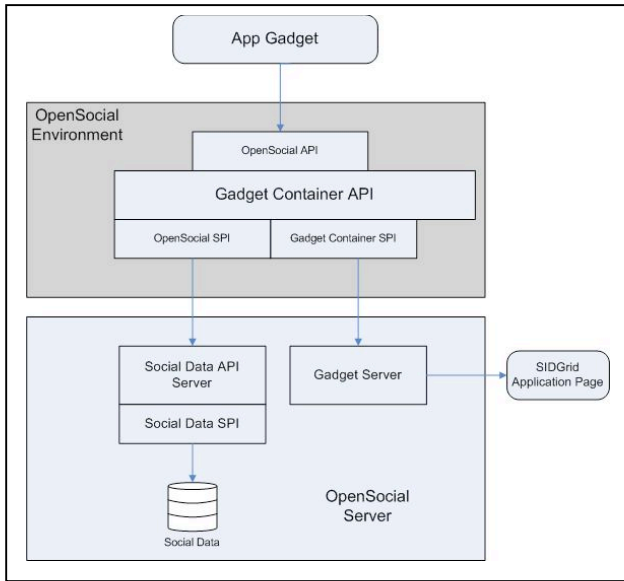 App Gadget
OpenSocial
Environment
OpenSocial API
Gadget Container API
OpenSocial SPI
Gadget Container SPI
Social Data API
Server
Social Data SPI
Gadget Server
SIDGrid
Application Page
Social Data
OpenSocial
Server